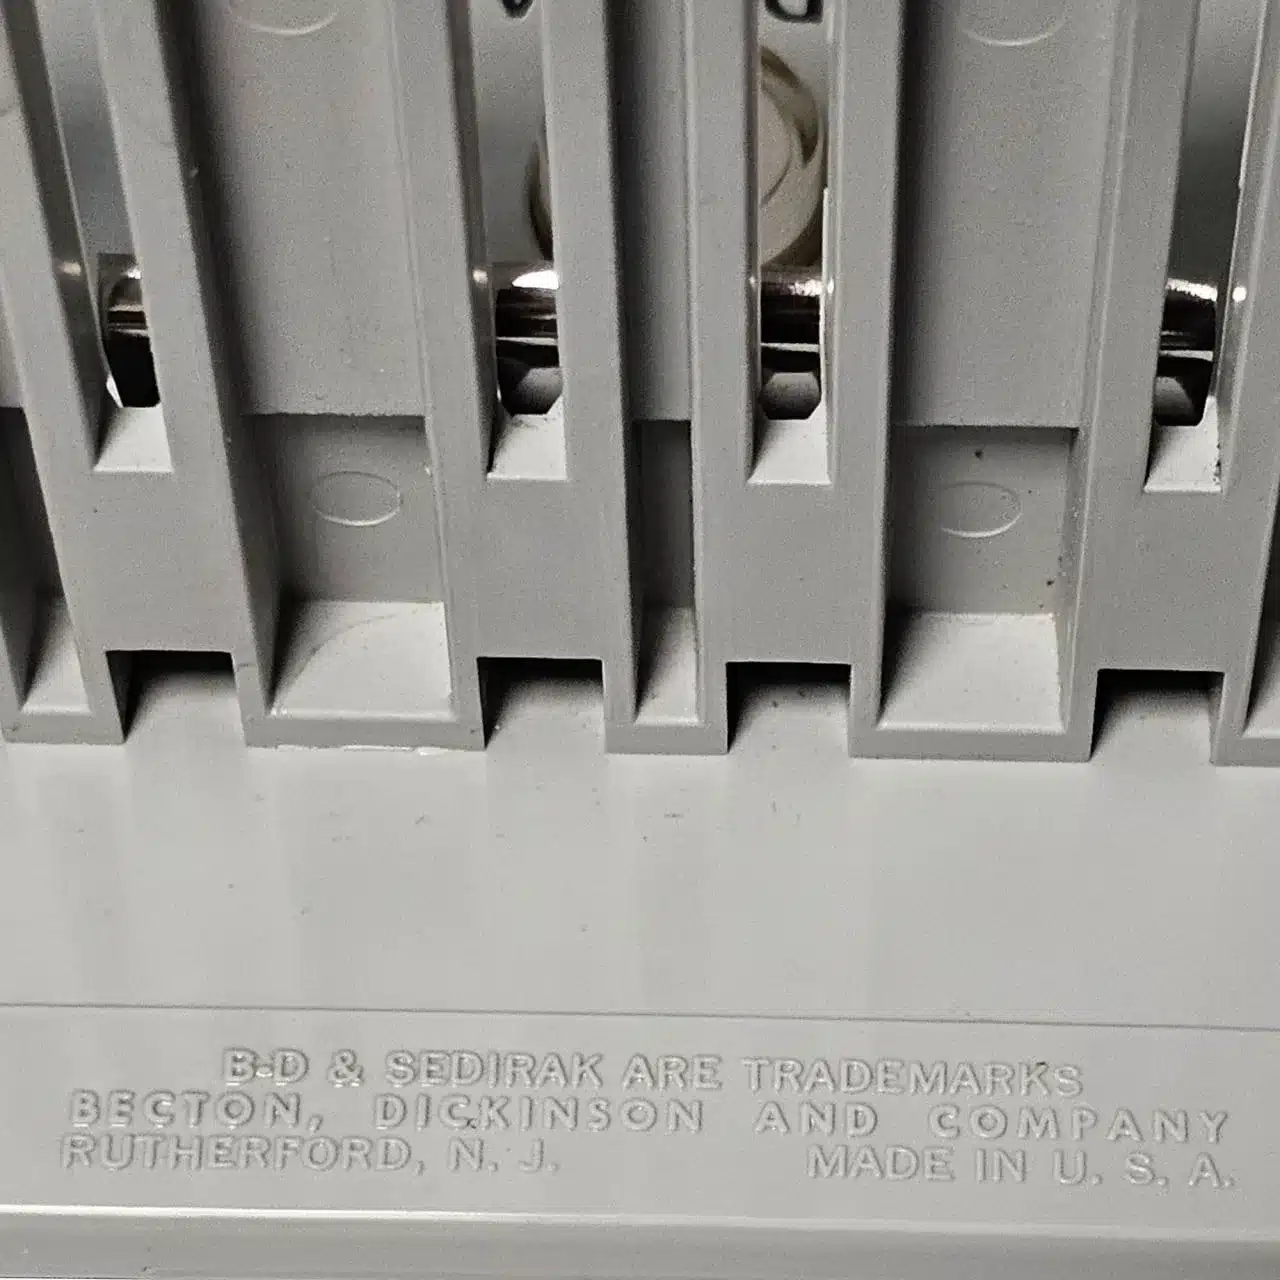 B-D & SEDIRAK ARE TRADEMARKS
BECTON, DICKINSON AND COMPANY
RUTHERFORD, N. J. MADE IN U. S. A.